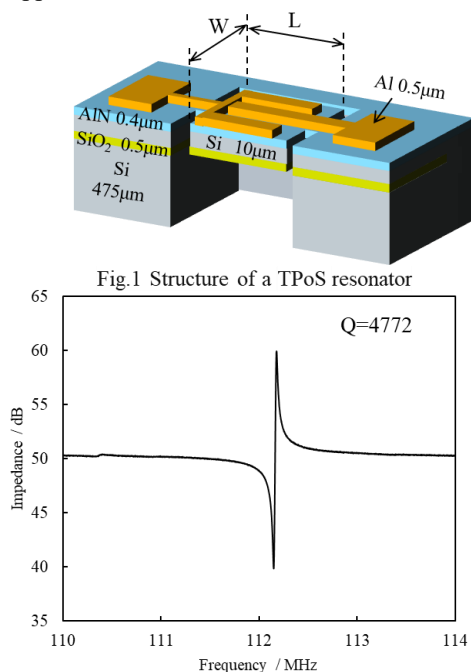 W
L
Al 0.5μm
AlN 0.4μm
SiO₂ 0.5μm
Si 10μm
Si
475μm
Fig.1 Structure of a TPoS resonator
65
60
55
50
45
40
35
Impedance / dB
Q=4772
110
111
112
113
114
Frequency / MHz